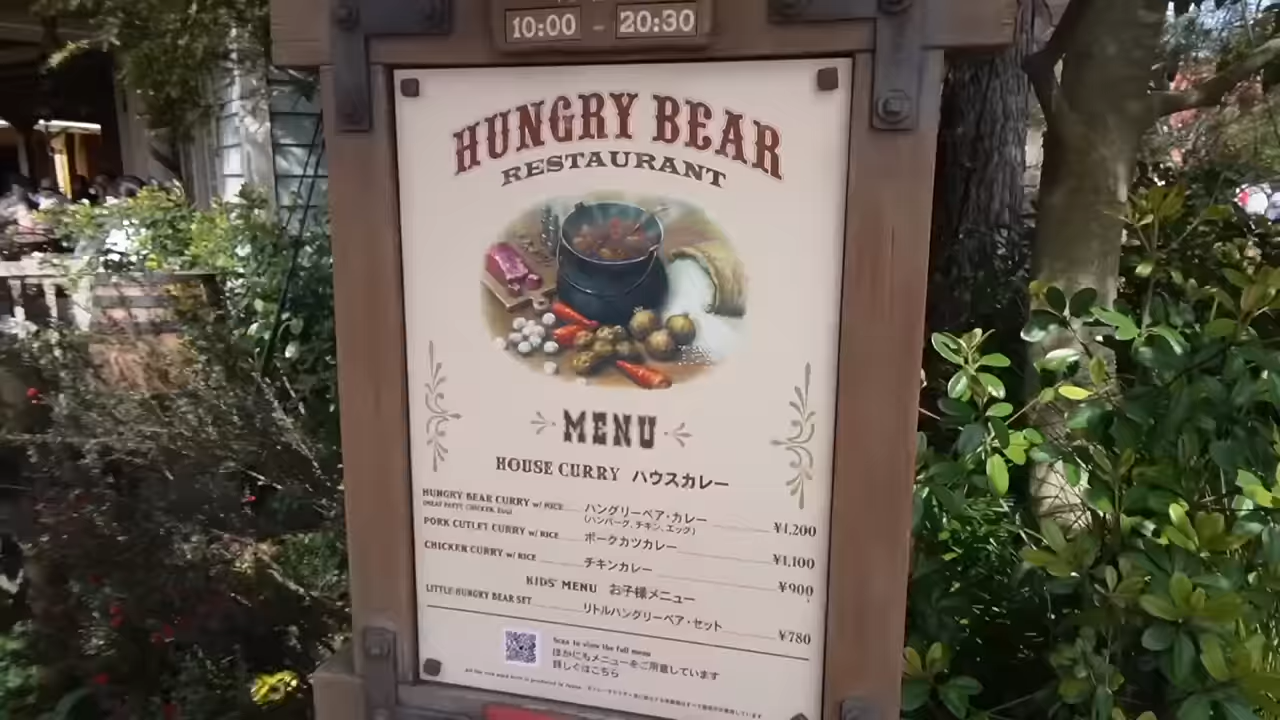 10:00 - 20:30
HUNGRY BEAR
RESTAURANT
MENU
HOUSE CURRY ハウスカレー
HUNGRY BEAR CURRY w/ RICE ハングリーベア・カレー ¥1,200
(MEAT PATTY, CHICKEN, EGG) (ハンバーグ、チキン、エッグ)
PORK CUTLET CURRY w/ RICE ポークカツカレー ¥1,100
CHICKEN CURRY w/ RICE チキンカレー ¥900
KIDS' MENU お子様メニュー
LITTLE HUNGRY BEAR SET リトルハングリーベア・セット ¥780
Scan to view the full menu
ほかにもメニューをご用意しています
詳しくはこちら